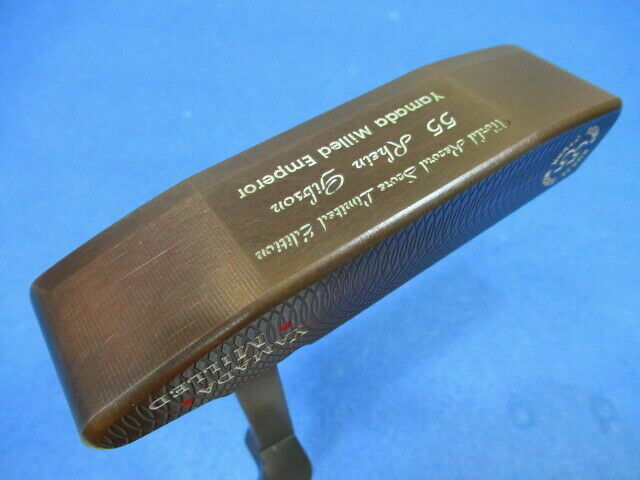 World Record Score Limited Edition
55 Rhein Gibson
Yamada Milled Emperor
YAMADA
MILLED